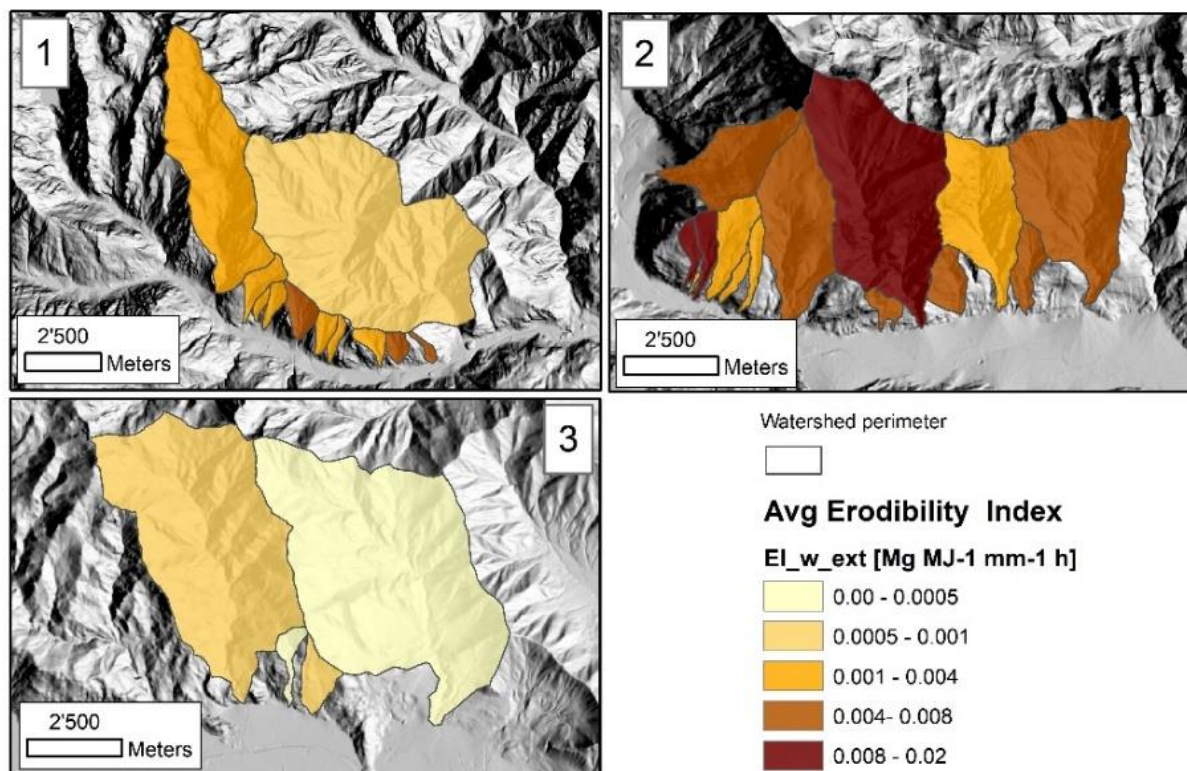 1
2'500
Meters
2
2'500
Meters
3
2'500
Meters
Watershed perimeter
Avg Erodibility Index
EI_w_ext [Mg MJ-1 mm-1 h]
0.00 - 0.0005
0.0005 - 0.001
0.001 - 0.004
0.004- 0.008
0.008 - 0.02